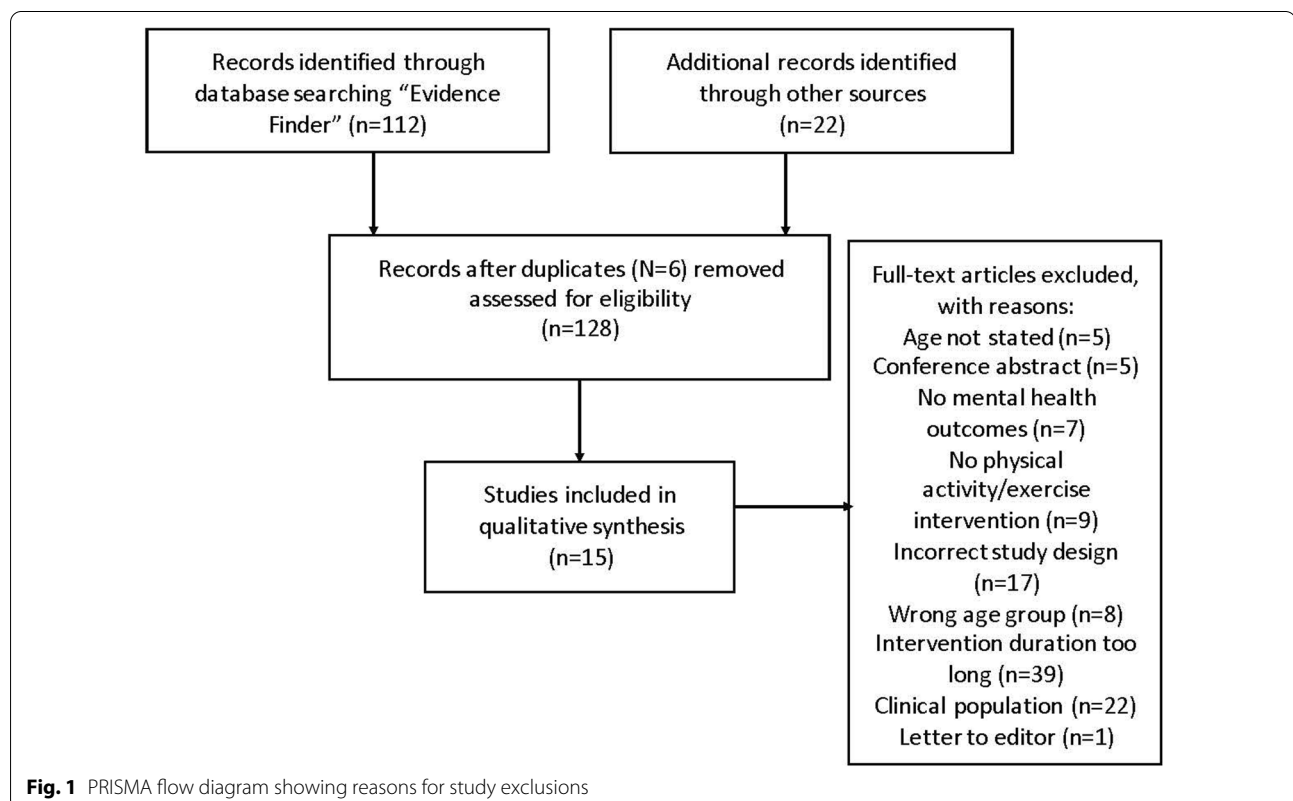 Records identified through
database searching “Evidence
Finder” (n=112)
Additional records identified
through other sources
(n=22)
Records after duplicates (N=6) removed
assessed for eligibility
(n=128)
Studies included in
qualitative synthesis
(n=15)
Full-text articles excluded,
with reasons:
Age not stated (n=5)
Conference abstract (n=5)
No mental health
outcomes (n=7)
No physical
activity/exercise
intervention (n=9)
Incorrect study design
(n=17)
Wrong age group (n=8)
Intervention duration too
long (n=39)
Clinical population (n=22)
Letter to editor (n=1)
Fig. 1 PRISMA flow diagram showing reasons for study exclusions